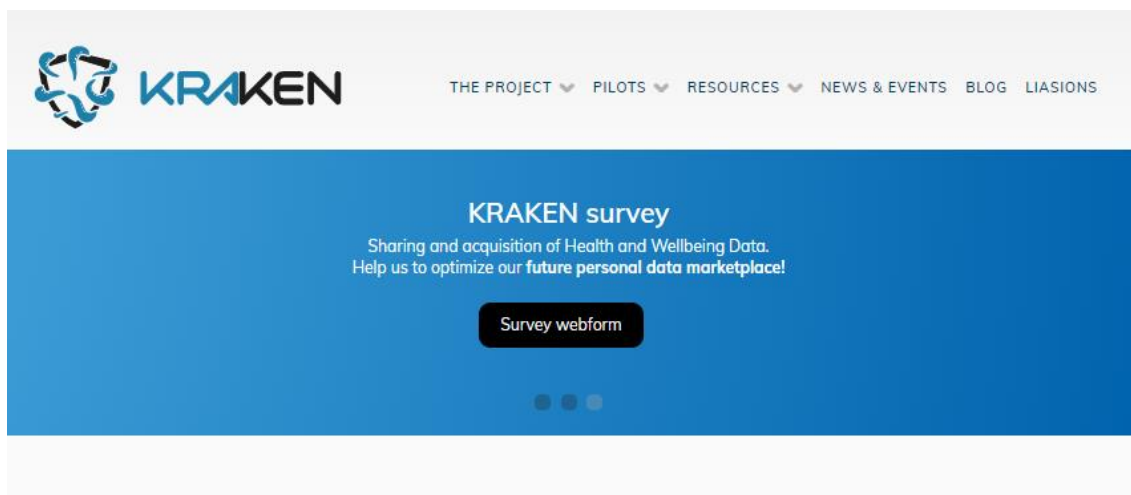 KRAKEN
THE PROJECT PILOTS RESOURCES NEWS & EVENTS BLOG LIASIONS
KRAKEN survey
Sharing and acquisition of Health and Wellbeing Data.
Help us to optimize our future personal data marketplace!
Survey webform